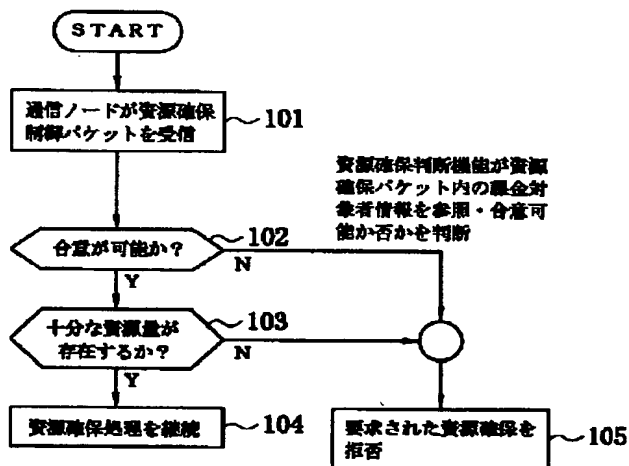 START
通信ノードが資源確保
制御パケットを受信
101
資源確保判断機能が資源
確保パケット内の課金対
象者情報を参照・合意可
能か否かを判断
合意が可能か?
102
N
Y
十分な資源量が
存在するか?
103
N
Y
資源確保処理を継続
104
要求された資源確保を
拒否
105